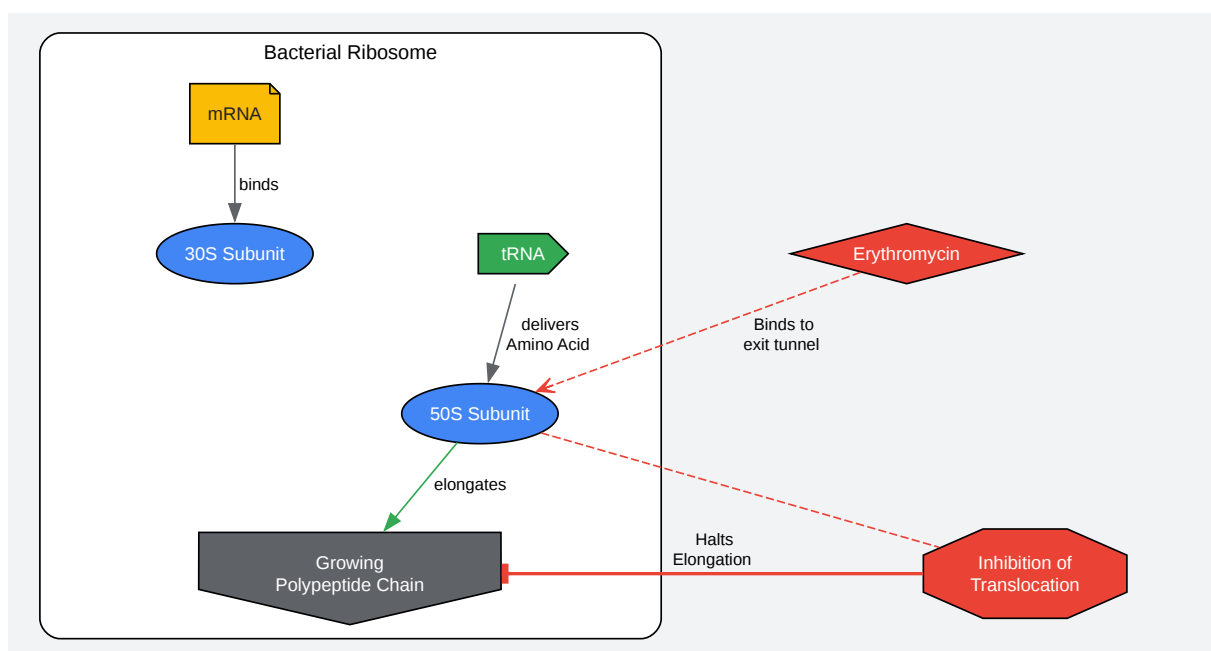 Bacterial Ribosome
mRNA
binds
30S Subunit
tRNA
Erythromycin
delivers
Amino Acid
Binds to
exit tunnel
50S Subunit
elongates
Halts
Elongation
Growing
Polypeptide Chain
Inhibition of
Translocation